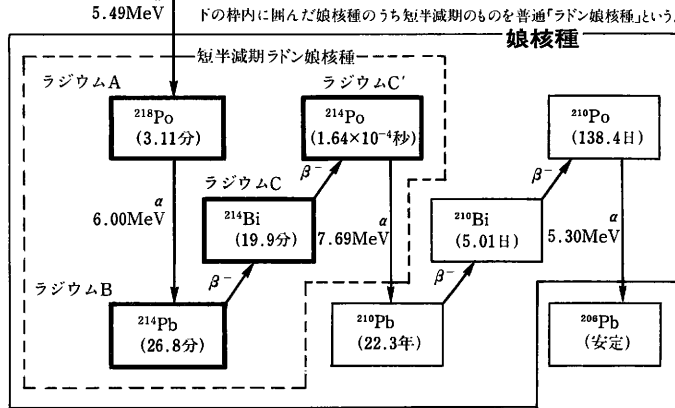 5.49MeV
ドの枠内に囲んだ娘核種のうち短半減期のものを普通「ラドン娘核種」という。
娘核種
短半減期ラドン娘核種
ラジウムA
ラジウムC′
²¹⁸Po
(3.11分)
²¹⁴Po
(1.64×10⁻⁴秒)
²¹⁰Po
(138.4日)
β⁻
β⁻
ラジウムC
α
6.00MeV
²¹⁴Bi
(19.9分)
α
7.69MeV
²¹⁰Bi
(5.01日)
α
5.30MeV
β⁻
β⁻
ラジウムB
²¹⁴Pb
(26.8分)
²¹⁰Pb
(22.3年)
²⁰⁶Pb
(安定)